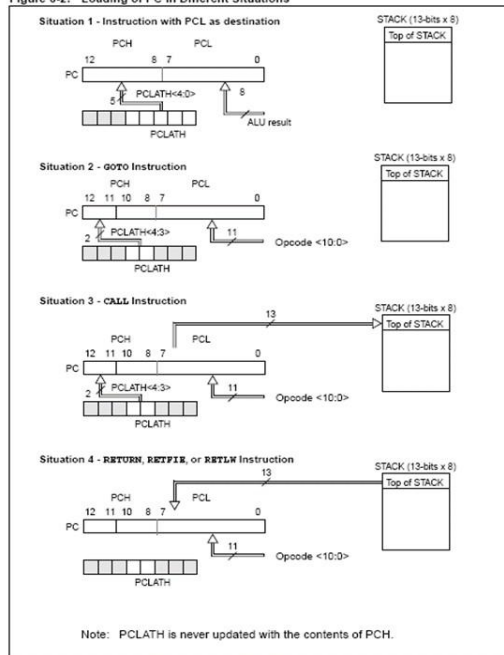 Figure 6-2: Loading of PC In Different Situations
Situation 1 - Instruction with PCL as destination
STACK (13-bits x 8)
Top of STACK
PCH PCL
12 8 7 0
PC
5 PCLATH<4:0> 8
ALU result
PCLATH
Situation 2 - GOTO Instruction
STACK (13-bits x 8)
Top of STACK
PCH PCL
12 11 10 8 7 0
PC
2 PCLATH<4:3> 11
Opcode <10:0>
PCLATH
Situation 3 - CALL Instruction
STACK (13-bits x 8)
13
Top of STACK
PCH PCL
12 11 10 8 7 0
PC
2 PCLATH<4:3> 11
Opcode <10:0>
PCLATH
Situation 4 - RETURN, RETFIE, or RETLW Instruction
STACK (13-bits x 8)
13
Top of STACK
PCH PCL
12 11 10 8 7 0
PC
11
Opcode <10:0>
PCLATH
Note: PCLATH is never updated with the contents of PCH.